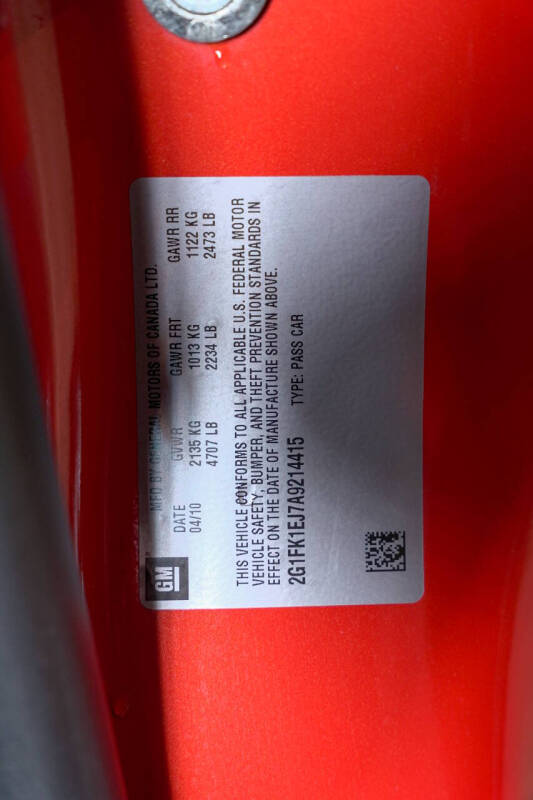 GM
MFD BY GENERAL MOTORS OF CANADA LTD.
DATE GVWR GAWR FRT GAWR RR
04/10 2135 KG 1013 KG 1122 KG
4707 LB 2234 LB 2473 LB
THIS VEHICLE CONFORMS TO ALL APPLICABLE U.S. FEDERAL MOTOR
VEHICLE SAFETY, BUMPER, AND THEFT PREVENTION STANDARDS IN
EFFECT ON THE DATE OF MANUFACTURE SHOWN ABOVE.
2G1FK1EJ7A9214415 TYPE: PASS CAR